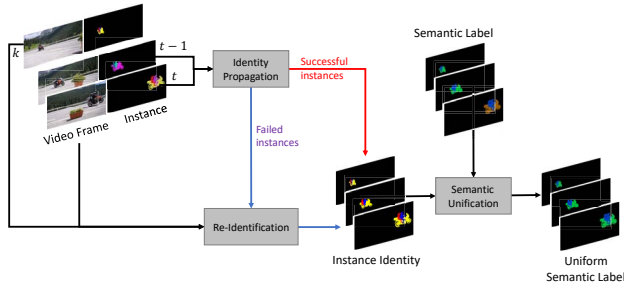 k
t − 1
t
Video Frame
Instance
Identity
Propagation
Successful
instances
Failed
instances
Re-Identification
Instance Identity
Semantic Label
Semantic
Unification
Uniform
Semantic Label